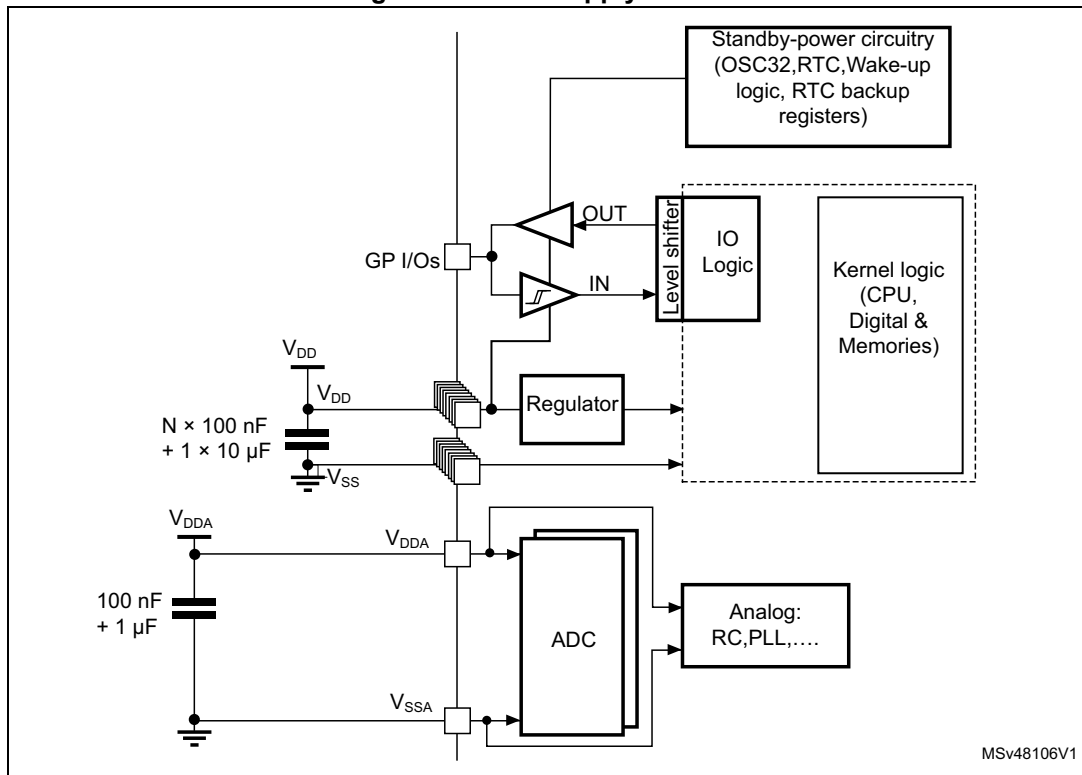 Standby-power circuitry
(OSC32,RTC,Wake-up
logic, RTC backup
registers)
OUT
GP I/Os
IN
Level shifter
IO
Logic
Kernel logic
(CPU,
Digital &
Memories)
VDD
VDD
Regulator
N × 100 nF
+ 1 × 10 µF
VSS
VDDA
VDDA
100 nF
+ 1 µF
ADC
Analog:
RC,PLL,….
VSSA
MSv48106V1